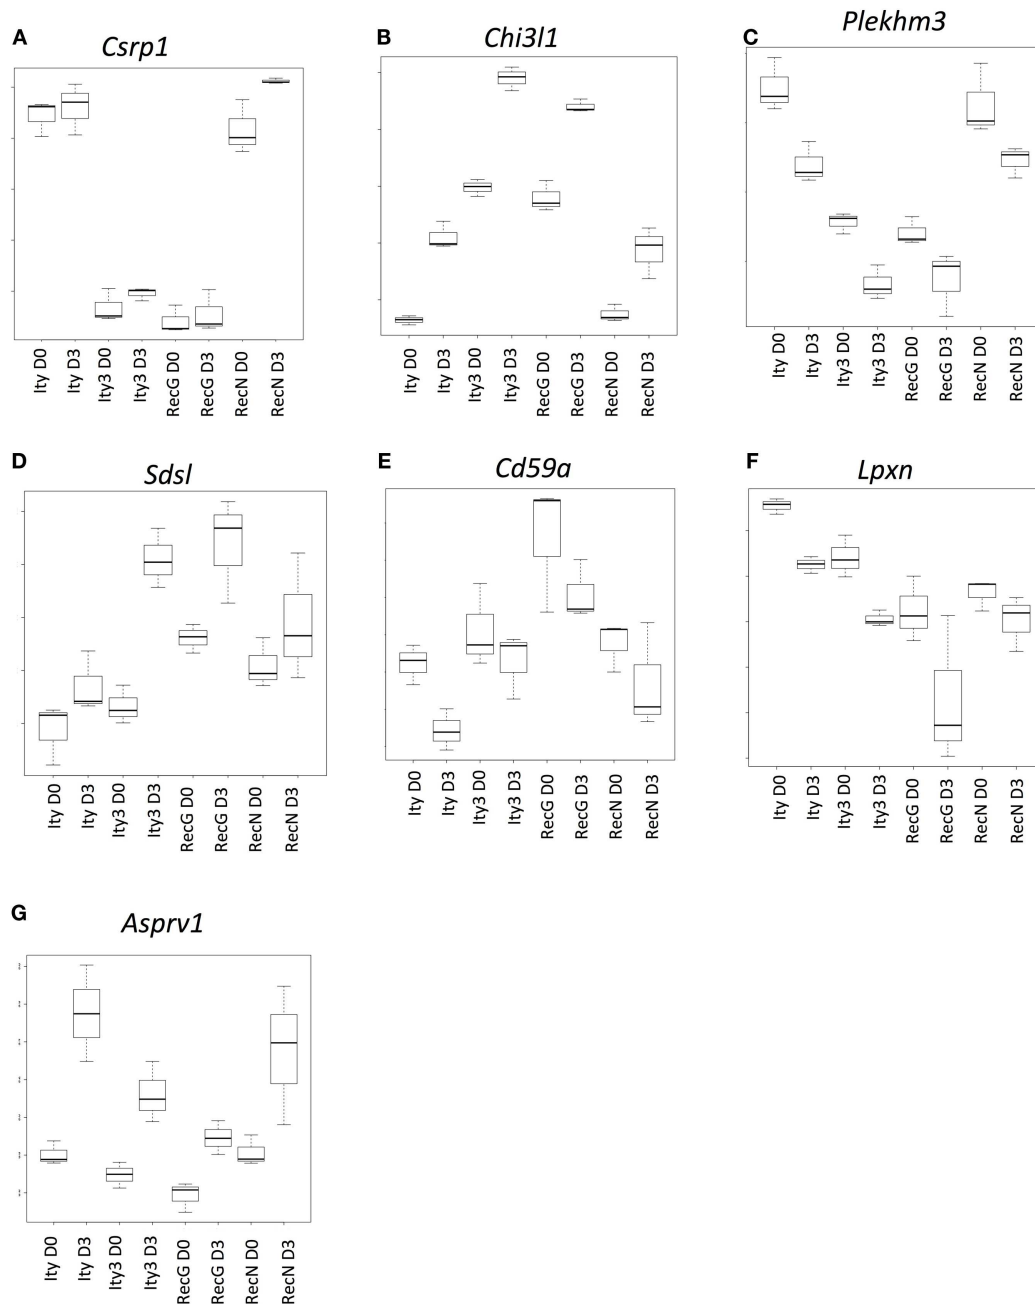 A
Csrp1
Ity D0
Ity D3
Ity3 D0
Ity3 D3
RecG D0
RecG D3
RecN D0
RecN D3
B
Chi3l1
Ity D0
Ity D3
Ity3 D0
Ity3 D3
RecG D0
RecG D3
RecN D0
RecN D3
C
Plekhm3
Ity D0
Ity D3
Ity3 D0
Ity3 D3
RecG D0
RecG D3
RecN D0
RecN D3
D
Sdsl
Ity D0
Ity D3
Ity3 D0
Ity3 D3
RecG D0
RecG D3
RecN D0
RecN D3
E
Cd59a
Ity D0
Ity D3
Ity3 D0
Ity3 D3
RecG D0
RecG D3
RecN D0
RecN D3
F
Lpxn
Ity D0
Ity D3
Ity3 D0
Ity3 D3
RecG D0
RecG D3
RecN D0
RecN D3
G
Asprv1
Ity D0
Ity D3
Ity3 D0
Ity3 D3
RecG D0
RecG D3
RecN D0
RecN D3